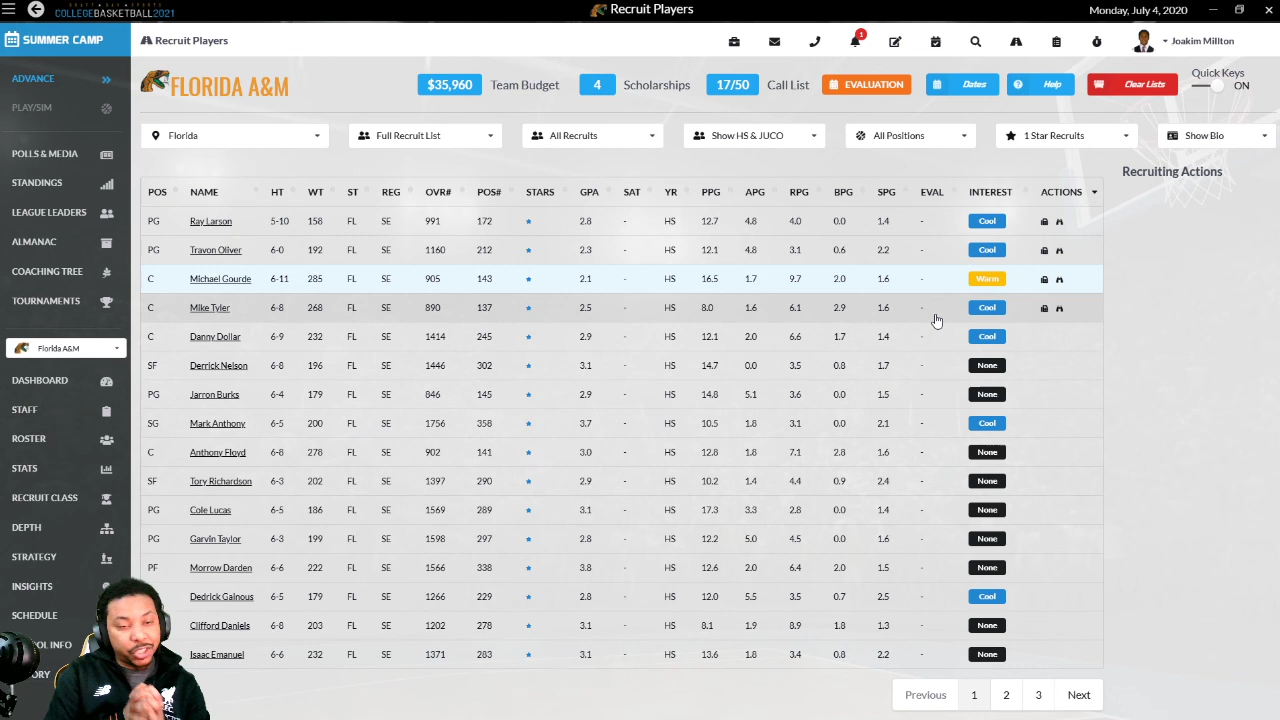 DRAFT DAY SPORTS
COLLEGEBASKETBALL2021
Recruit Players
Monday, July 4, 2020
SUMMER CAMP
Recruit Players
1
Joakim Millton
ADVANCE
PLAY/SIM
POLLS & MEDIA
STANDINGS
LEAGUE LEADERS
ALMANAC
COACHING TREE
TOURNAMENTS
Florida A&M
DASHBOARD
STAFF
ROSTER
STATS
RECRUIT CLASS
DEPTH
STRATEGY
INSIGHTS
SCHEDULE
OL INFO
FLORIDA A&M
$35,960 Team Budget 4 Scholarships 17/50 Call List EVALUATION Dates Help Clear Lists
Quick Keys
ON
Florida Full Recruit List All Recruits Show HS & JUCO All Positions 1 Star Recruits Show Bio
Recruiting Actions
POS NAME HT WT ST REG OVR# POS# STARS GPA SAT YR PPG APG RPG BPG SPG EVAL INTEREST ACTIONS
PG Ray Larson 5-10 158 FL SE 991 172 2.8 - HS 12.7 4.8 4.0 0.0 1.4 - Cool
PG Travon Oliver 6-0 192 FL SE 1160 212 2.3 - HS 12.1 4.8 3.1 0.6 2.2 - Cool
C Michael Gourde 6-11 285 FL SE 905 143 2.1 - HS 16.5 1.7 9.7 2.0 1.6 - Warm
C Mike Tyler 6-9 268 FL SE 890 137 2.5 - HS 8.0 1.6 6.1 2.9 1.6 - Cool
C Danny Dollar 6-9 232 FL SE 1414 245 2.9 - HS 12.1 2.0 6.6 1.7 1.4 - Cool
SF Derrick Nelson 6-8 196 FL SE 1446 302 3.1 - HS 14.7 0.0 3.5 0.8 1.7 - None
PG Jarron Burks 6-4 179 FL SE 846 145 2.9 - HS 14.8 5.1 3.6 0.0 1.5 - None
SG Mark Anthony 6-5 200 FL SE 1756 358 3.7 - HS 10.5 1.8 3.1 0.0 2.1 - Cool
C Anthony Floyd 6-8 278 FL SE 902 141 3.0 - HS 12.8 1.8 7.1 2.8 1.6 - None
SF Tory Richardson 6-3 202 FL SE 1397 290 2.9 - HS 10.2 1.4 4.4 0.9 2.4 - None
PG Cole Lucas 6-5 186 FL SE 1569 289 3.1 - HS 17.3 3.3 2.8 0.0 1.4 - None
PG Garvin Taylor 6-3 199 FL SE 1598 297 2.8 - HS 12.2 5.0 4.5 0.0 1.6 - None
PF Morrow Darden 6-6 222 FL SE 1566 338 3.8 - HS 12.6 2.0 6.4 2.0 1.5 - None
Dedrick Gainous 6-5 179 FL SE 1266 229 2.8 - HS 12.0 5.5 3.5 0.7 2.5 - Cool
Clifford Daniels 6-8 203 FL SE 1202 278 3.1 - HS 8.1 1.9 8.9 1.8 1.3 - None
Isaac Emanuel 6-6 232 FL SE 1371 283 3.1 - HS 13.6 1.8 3.4 0.8 2.2 - None
Previous 1 2 3 Next